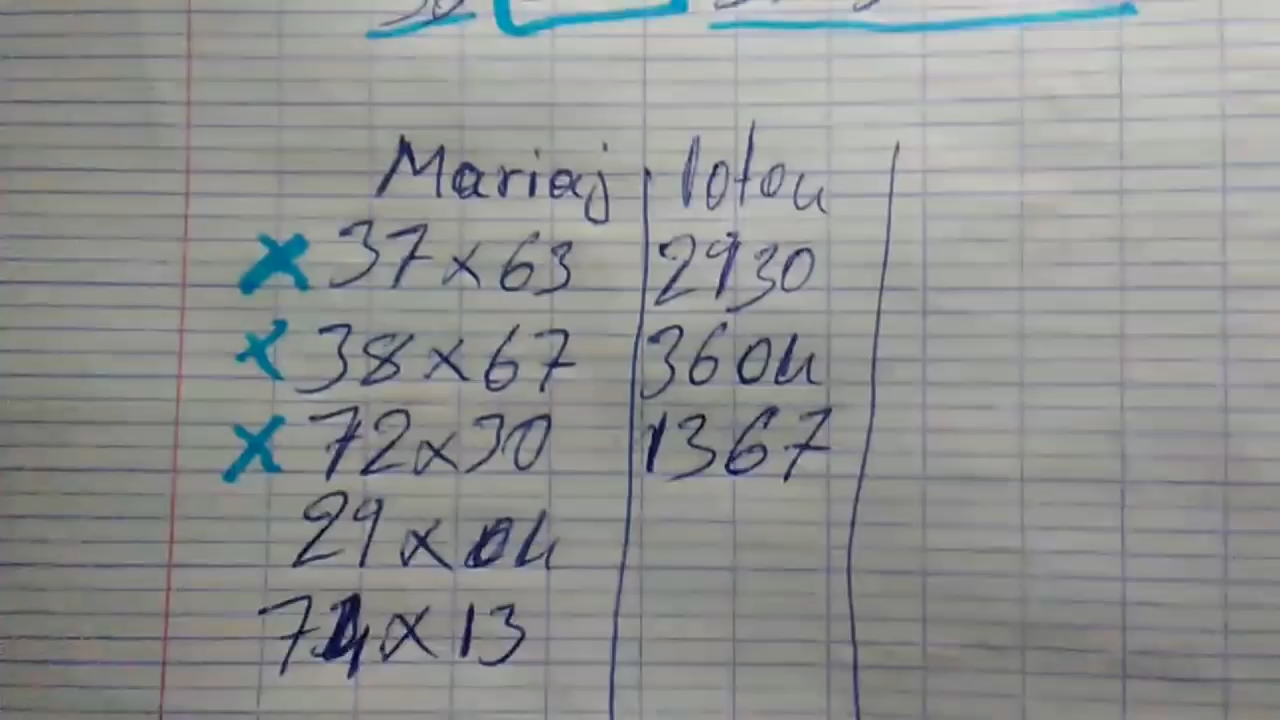 Mariaj lotou
x 37x63 2930
x 38x67 3604
x 72x30 1367
29x04
74x13